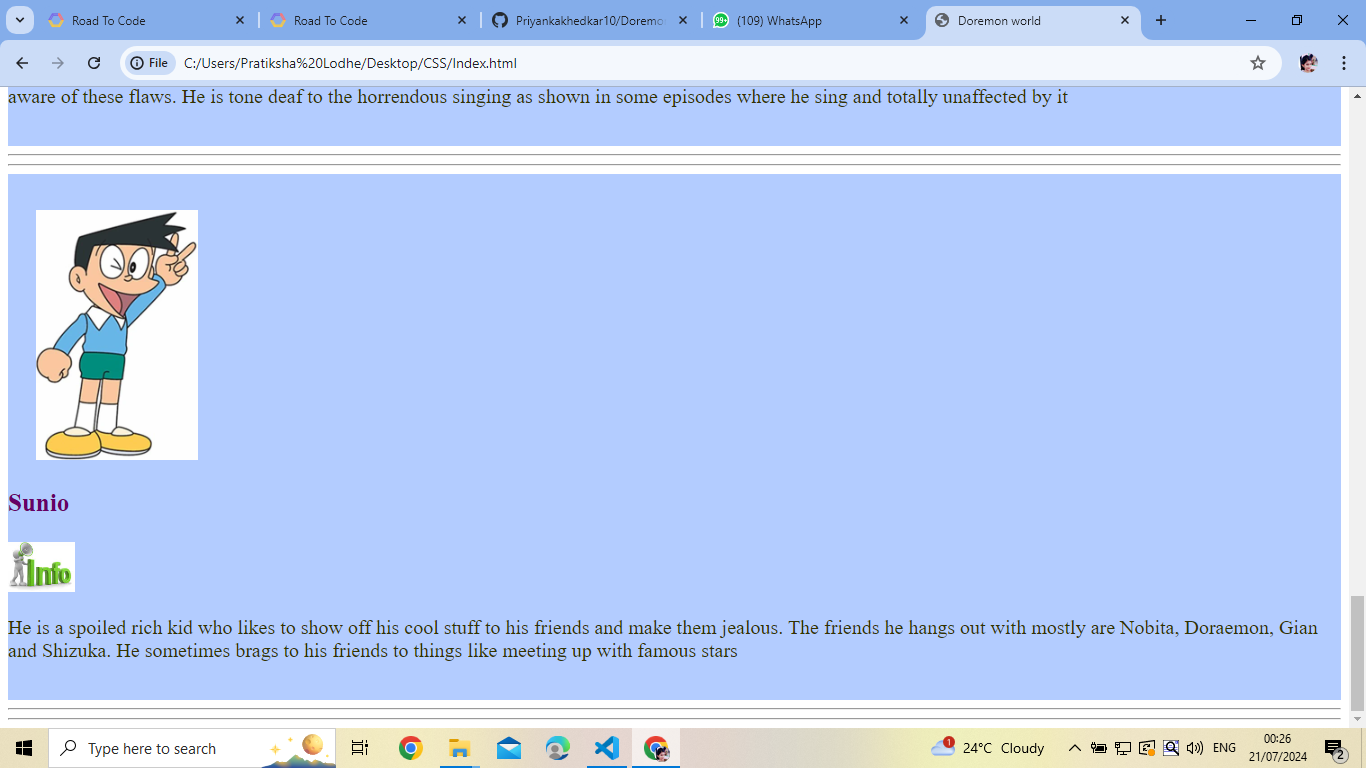 Road To Code
Road To Code
Priyankakhedkar10/Doremo
99+
(109) WhatsApp
Doremon world
File
C:/Users/Pratiksha%20Lodhe/Desktop/CSS/Index.html
aware of these flaws. He is tone deaf to the horrendous singing as shown in some episodes where he sing and totally unaffected by it
Sunio
Info
He is a spoiled rich kid who likes to show off his cool stuff to his friends and make them jealous. The friends he hangs out with mostly are Nobita, Doraemon, Gian
and Shizuka. He sometimes brags to his friends to things like meeting up with famous stars
Type here to search
1
24°C Cloudy
ENG
00:26
21/07/2024
2